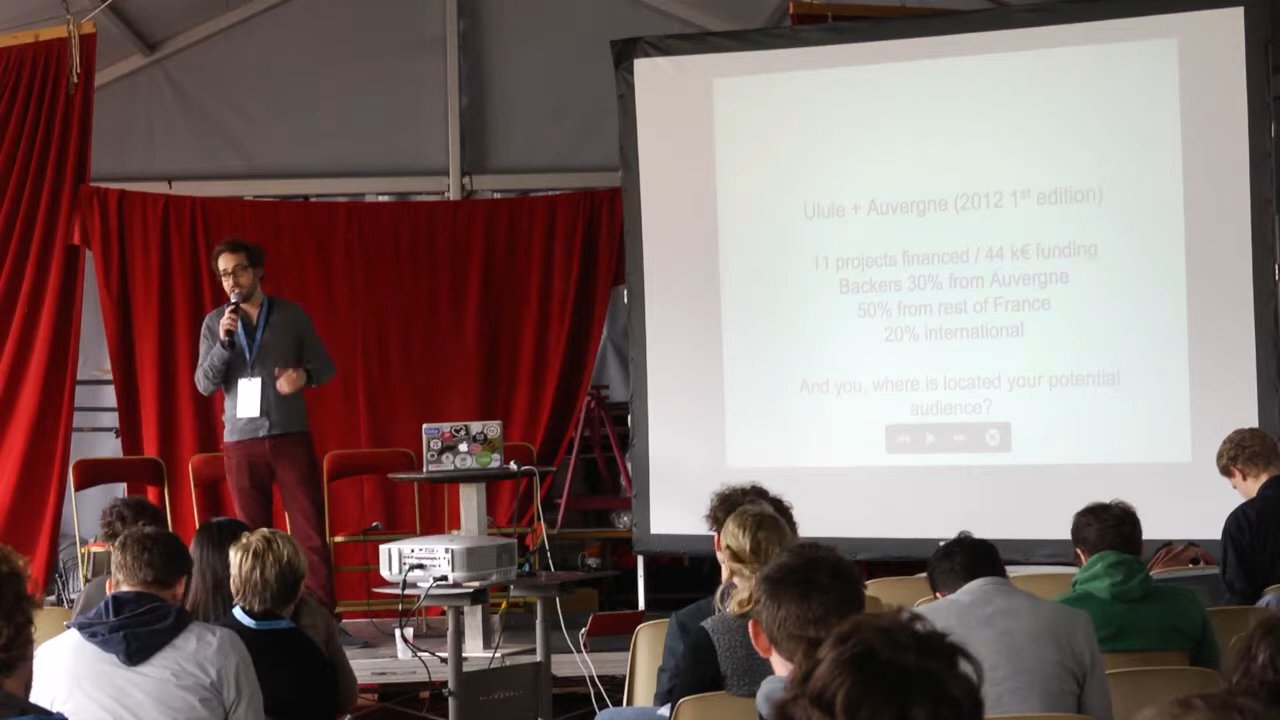 Ulule + Auvergne (2012 1st edition)
11 projects financed / 44 k€ funding
Backers 30% from Auvergne
50% from rest of France
20% international
And you, where is located your potential
audience?